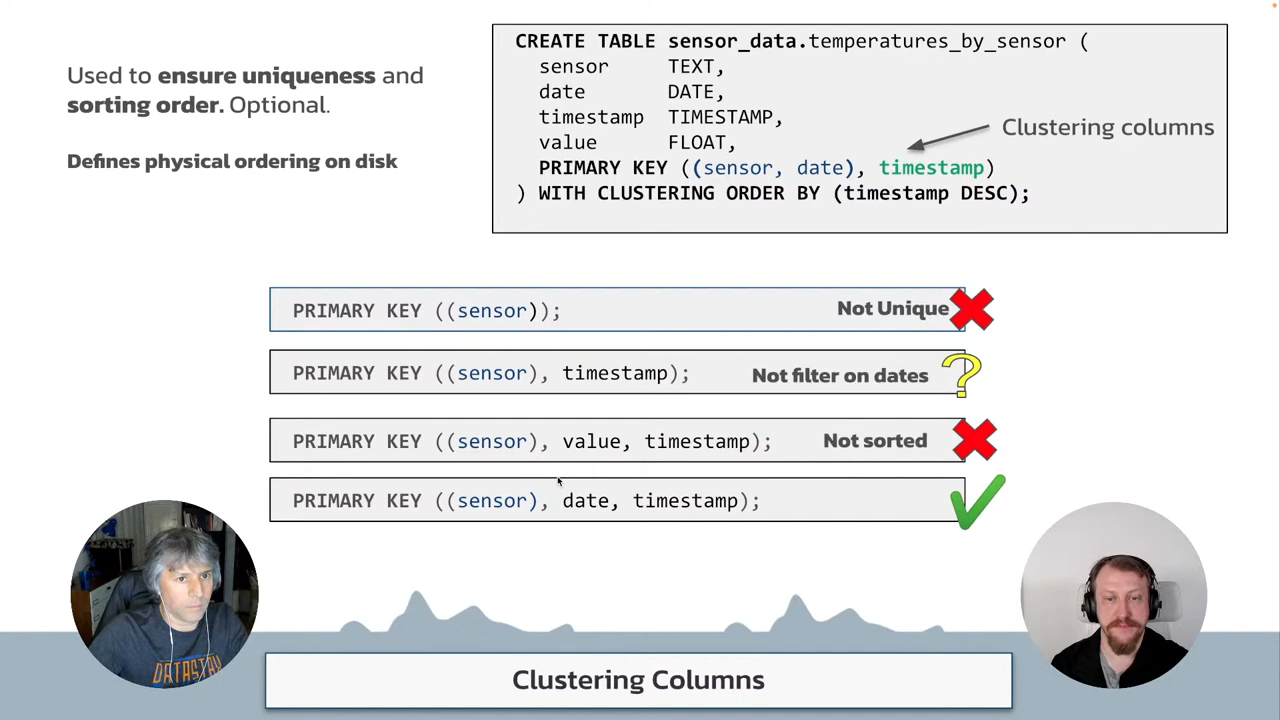 Used to ensure uniqueness and
sorting order. Optional.
Defines physical ordering on disk
CREATE TABLE sensor_data.temperatures_by_sensor (
sensor TEXT,
date DATE,
timestamp TIMESTAMP,
value FLOAT,
PRIMARY KEY ((sensor, date), timestamp)
) WITH CLUSTERING ORDER BY (timestamp DESC);
Clustering columns
PRIMARY KEY ((sensor)); Not Unique
PRIMARY KEY ((sensor), timestamp); Not filter on dates ?
PRIMARY KEY ((sensor), value, timestamp); Not sorted
PRIMARY KEY ((sensor), date, timestamp);
DATASTAX
Clustering Columns